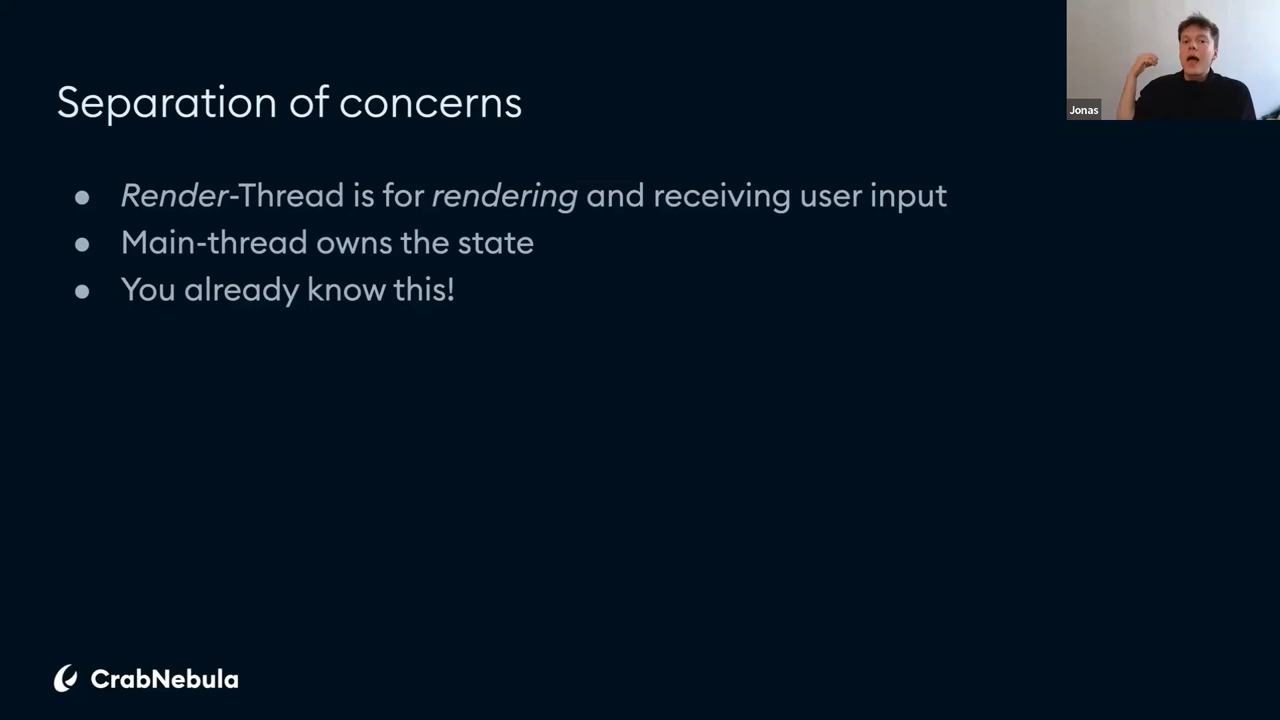 Separation of concerns
● Render-Thread is for rendering and receiving user input
● Main-thread owns the state
● You already know this!
Jonas
CrabNebula